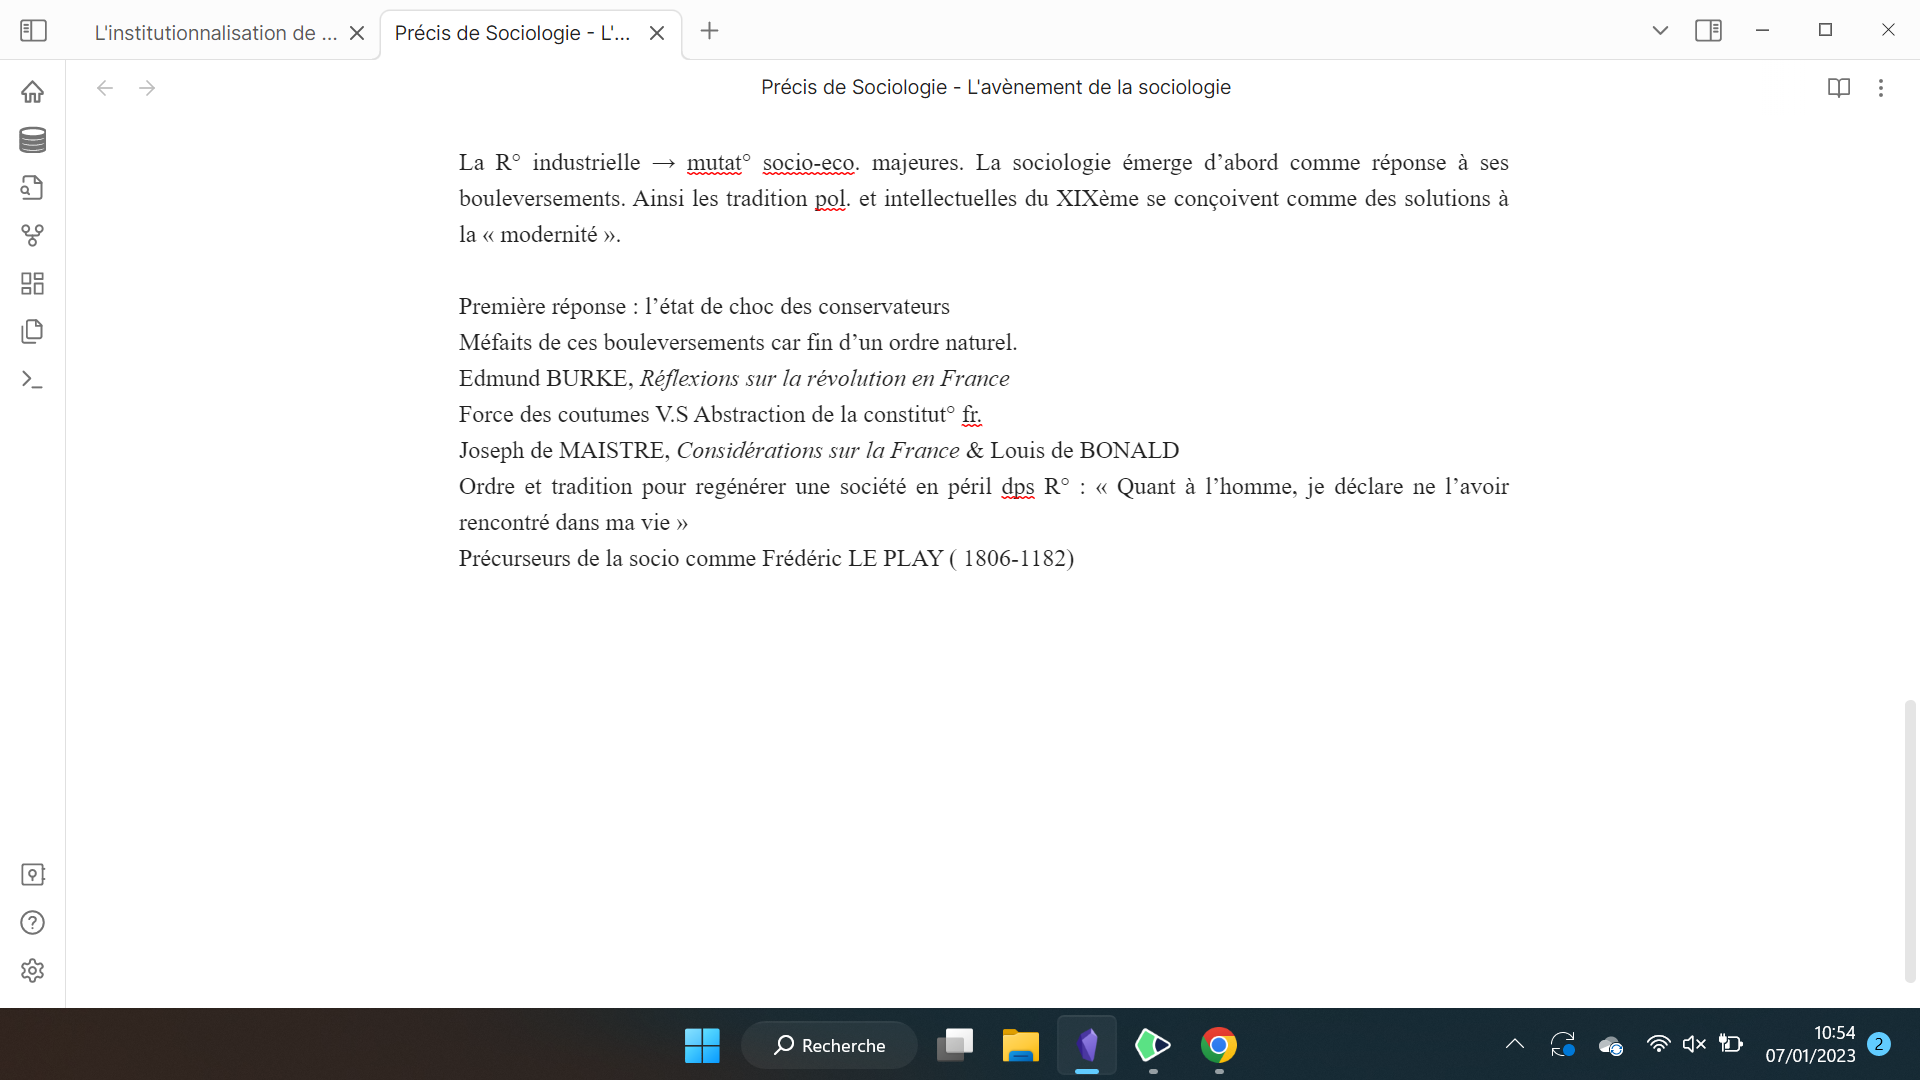 L'institutionnalisation de ...
Précis de Sociologie - L'...
Précis de Sociologie - L'avènement de la sociologie
La R° industrielle → mutat° socio-eco. majeures. La sociologie émerge d’abord comme réponse à ses
bouleversements. Ainsi les tradition pol. et intellectuelles du XIXème se conçoivent comme des solutions à
la « modernité ».
Première réponse : l’état de choc des conservateurs
Méfaits de ces bouleversements car fin d’un ordre naturel.
Edmund BURKE, Réflexions sur la révolution en France
Force des coutumes V.S Abstraction de la constitut° fr.
Joseph de MAISTRE, Considérations sur la France & Louis de BONALD
Ordre et tradition pour regénérer une société en péril dps R° : « Quant à l’homme, je déclare ne l’avoir
rencontré dans ma vie »
Précurseurs de la socio comme Frédéric LE PLAY ( 1806-1182)
Recherche
10:54
07/01/2023
2